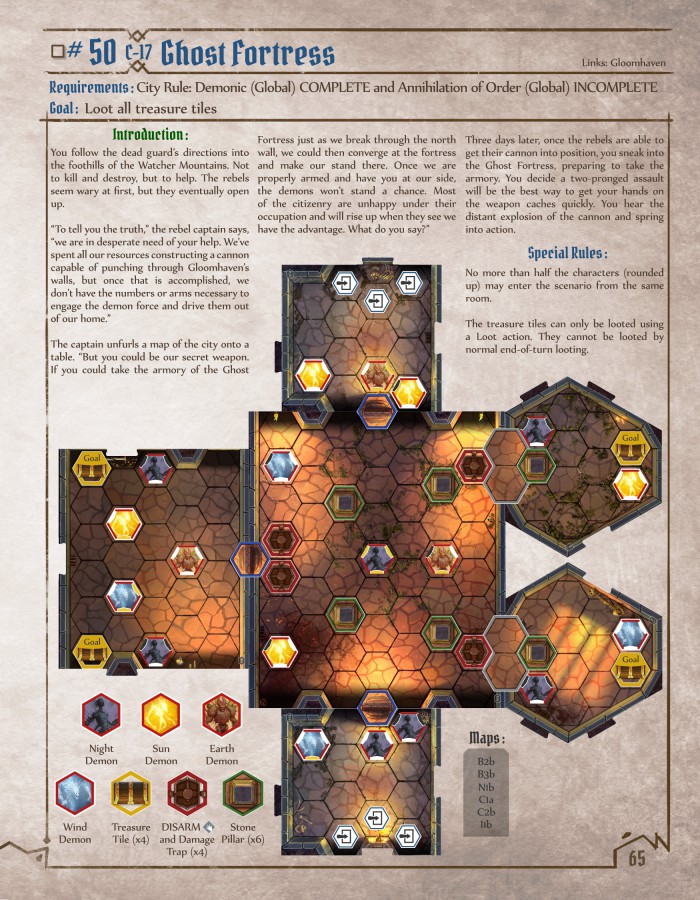 # 50 C-17 Ghost Fortress
Links: Gloomhaven
Requirements: City Rule: Demonic (Global) COMPLETE and Annihilation of Order (Global) INCOMPLETE
Goal: Loot all treasure tiles
Introduction:
You follow the dead guard's directions into
the foothills of the Watcher Mountains. Not
to kill and destroy, but to help. The rebels
seem wary at first, but they eventually open
up.
"To tell you the truth," the rebel captain says,
"we are in desperate need of your help. We've
spent all our resources constructing a cannon
capable of punching through Gloomhaven's
walls, but once that is accomplished, we
don't have the numbers or arms necessary to
engage the demon force and drive them out
of our home."
The captain unfurls a map of the city onto a
table. "But you could be our secret weapon.
If you could take the armory of the Ghost
Fortress just as we break through the north
wall, we could then converge at the fortress
and make our stand there. Once we are
properly armed and have you at our side,
the demons won't stand a chance. Most
of the citizenry are unhappy under their
occupation and will rise up when they see we
have the advantage. What do you say?"
Three days later, once the rebels are able to
get their cannon into position, you sneak into
the Ghost Fortress, preparing to take the
armory. You decide a two-pronged assault
will be the best way to get your hands on
the weapon caches quickly. You hear the
distant explosion of the cannon and spring
into action.
Special Rules:
No more than half the characters (rounded
up) may enter the scenario from the same
room.
The treasure tiles can only be looted using
a Loot action. They cannot be looted by
normal end-of-turn looting.
Goal
Goal
Goal
Goal
Night
Demon
Sun
Demon
Earth
Demon
Wind
Demon
Treasure
Tile (x4)
DISARM
and Damage
Trap (x4)
Stone
Pillar (x6)
Maps:
B2b
B3b
N1b
C1a
C2b
I1b
65